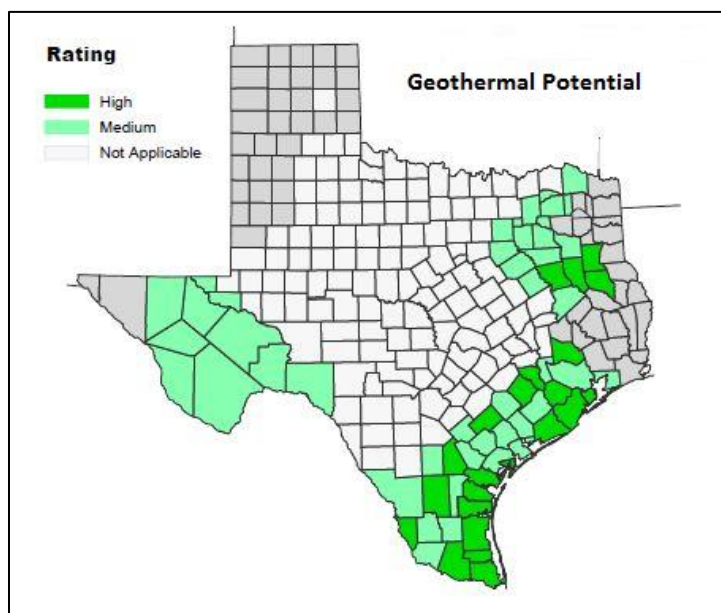 Rating
Geothermal Potential
High
Medium
Not Applicable